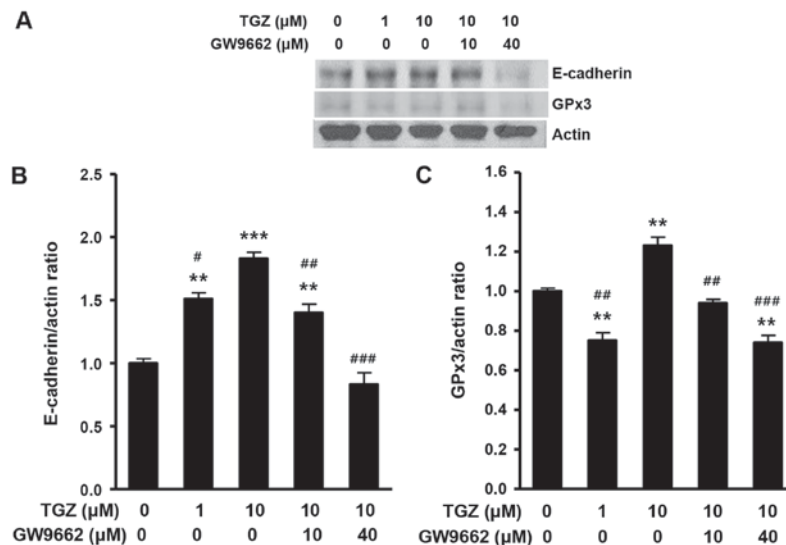 A
TGZ (µM) 0 1 10 10 10
GW9662 (µM) 0 0 0 10 40
E-cadherin
GPx3
Actin
B
E-cadherin/actin ratio
2.5
2.0
1.5
1.0
0.5
0.0
#
**
***
##
**
###
TGZ (µM) 0 1 10 10 10
GW9662 (µM) 0 0 0 10 40
C
GPx3/actin ratio
1.6
1.4
1.2
1.0
0.8
0.6
0.4
0.2
0.0
##
**
**
##
###
**
TGZ (µM) 0 1 10 10 10
GW9662 (µM) 0 0 0 10 40